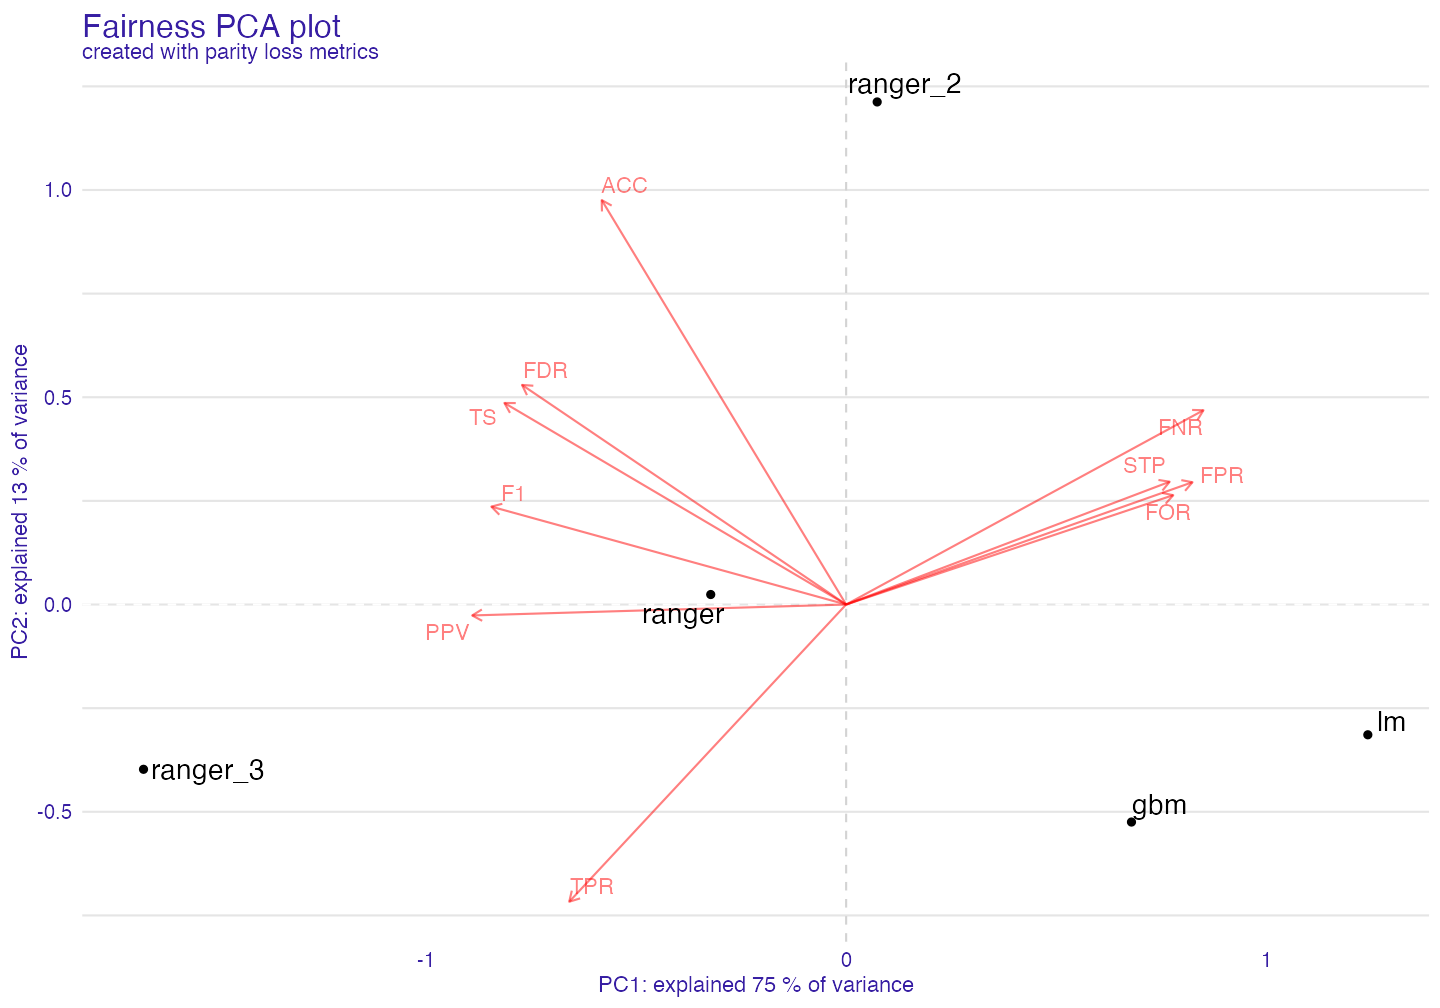 Fairness PCA plot
created with parity loss metrics
ranger_2
1.0
ACC
FDR
0.5
TS
FNR
STP
FPR
F1
FOR
0.0
ranger
PPV
lm
ranger_3
gbm
-0.5
TPR
-1
0
1
PC1: explained 75 % of variance
PC2: explained 13 % of variance